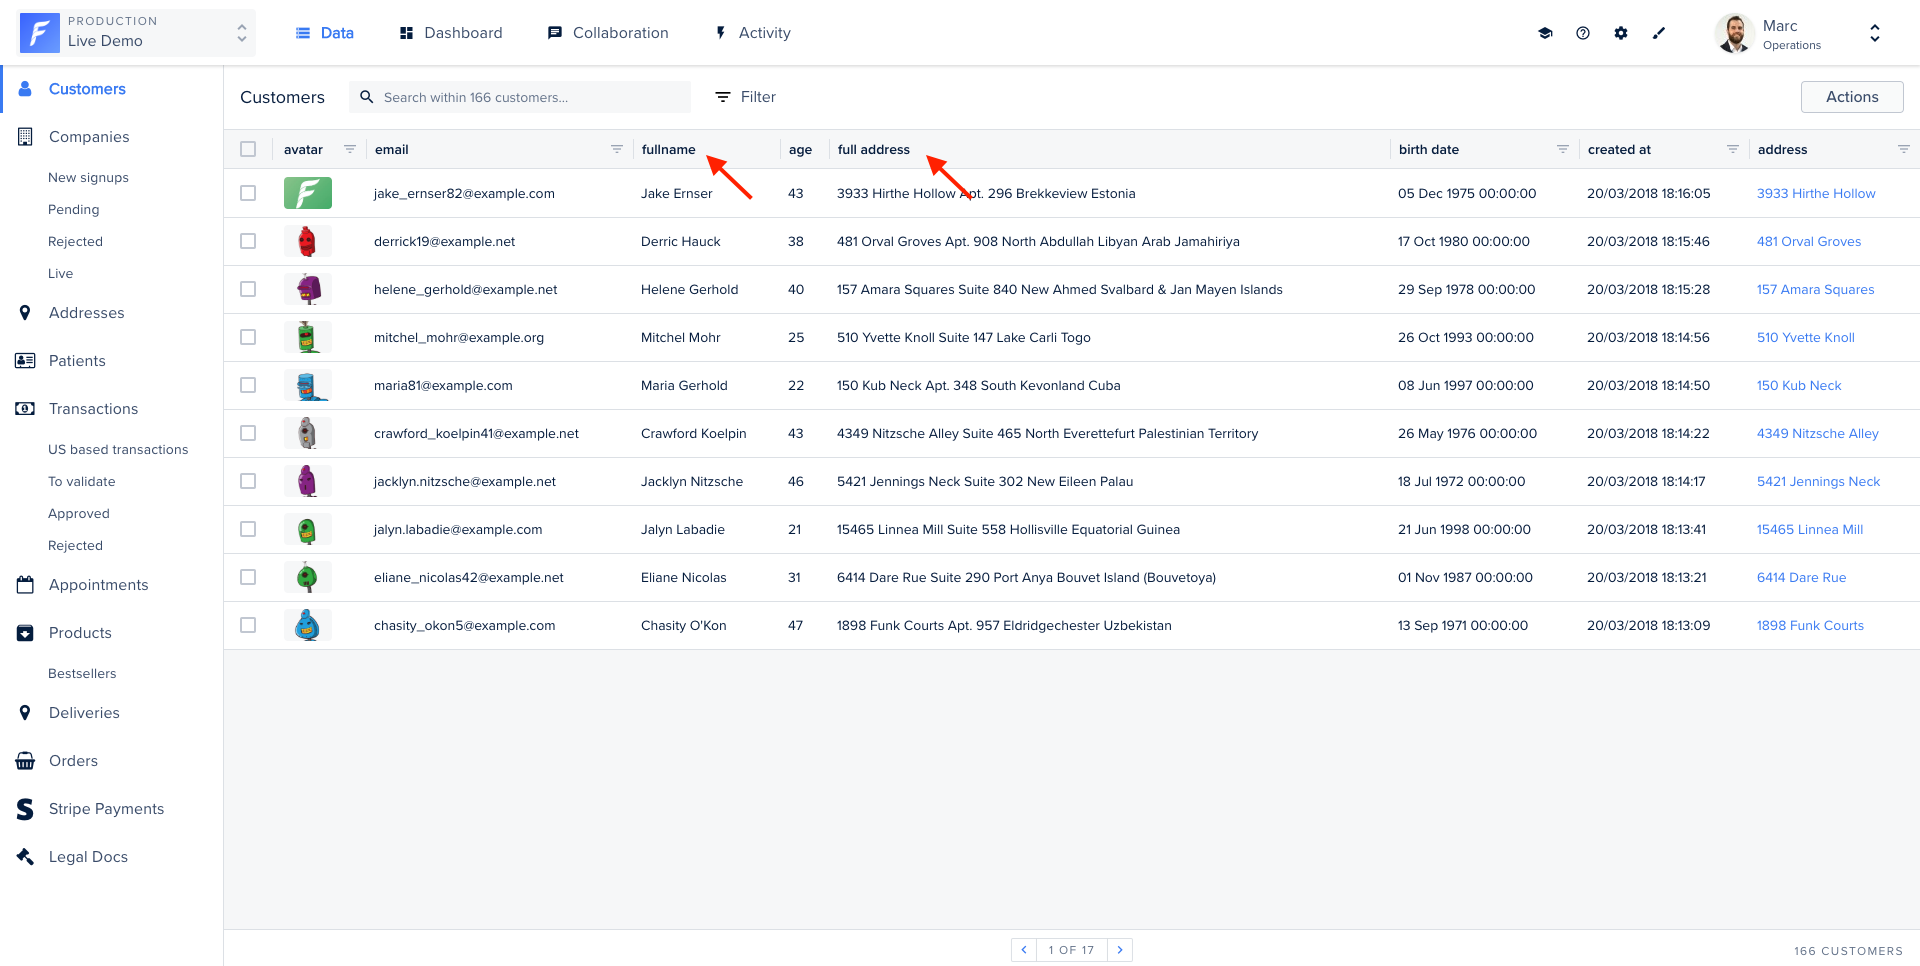 PRODUCTION
Live Demo
Data
Dashboard
Collaboration
Activity
Marc
Operations
Customers
Companies
New signups
Pending
Rejected
Live
Addresses
Patients
Transactions
US based transactions
To validate
Approved
Rejected
Appointments
Products
Bestsellers
Deliveries
Orders
Stripe Payments
Legal Docs
Customers
Search within 166 customers...
Filter
Actions
avatar email fullname age full address birth date created at address
jake_ernser82@example.com Jake Ernser 43 3933 Hirthe Hollow Apt. 296 Brekkeview Estonia 05 Dec 1975 00:00:00 20/03/2018 18:16:05 3933 Hirthe Hollow
derrick19@example.net Derric Hauck 38 481 Orval Groves Apt. 908 North Abdullah Libyan Arab Jamahiriya 17 Oct 1980 00:00:00 20/03/2018 18:15:46 481 Orval Groves
helene_gerhold@example.net Helene Gerhold 40 157 Amara Squares Suite 840 New Ahmed Svalbard & Jan Mayen Islands 29 Sep 1978 00:00:00 20/03/2018 18:15:28 157 Amara Squares
mitchel_mohr@example.org Mitchel Mohr 25 510 Yvette Knoll Suite 147 Lake Carli Togo 26 Oct 1993 00:00:00 20/03/2018 18:14:56 510 Yvette Knoll
maria81@example.com Maria Gerhold 22 150 Kub Neck Apt. 348 South Kevonland Cuba 08 Jun 1997 00:00:00 20/03/2018 18:14:50 150 Kub Neck
crawford_koelpin41@example.net Crawford Koelpin 43 4349 Nitzsche Alley Suite 465 North Everettefurt Palestinian Territory 26 May 1976 00:00:00 20/03/2018 18:14:22 4349 Nitzsche Alley
jacklyn.nitzsche@example.net Jacklyn Nitzsche 46 5421 Jennings Neck Suite 302 New Eileen Palau 18 Jul 1972 00:00:00 20/03/2018 18:14:17 5421 Jennings Neck
jalyn.labadie@example.com Jalyn Labadie 21 15465 Linnea Mill Suite 558 Hollisville Equatorial Guinea 21 Jun 1998 00:00:00 20/03/2018 18:13:41 15465 Linnea Mill
eliane_nicolas42@example.net Eliane Nicolas 31 6414 Dare Rue Suite 290 Port Anya Bouvet Island (Bouvetoya) 01 Nov 1987 00:00:00 20/03/2018 18:13:21 6414 Dare Rue
chasity_okon5@example.com Chasity O'Kon 47 1898 Funk Courts Apt. 957 Eldridgechester Uzbekistan 13 Sep 1971 00:00:00 20/03/2018 18:13:09 1898 Funk Courts
1 OF 17
166 CUSTOMERS